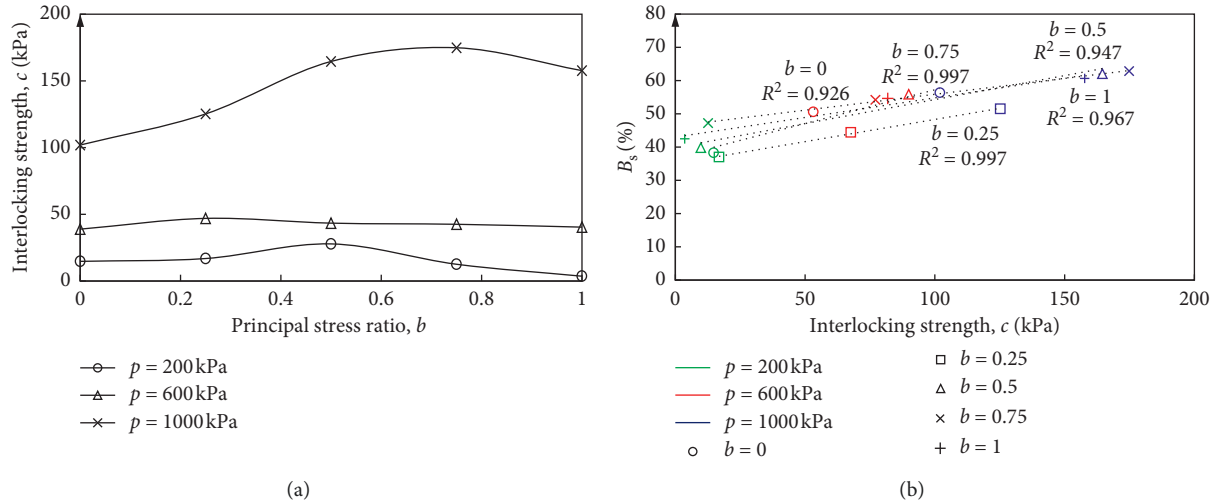 200
150
100
50
0
Interlocking strength, c (kPa)
0
0.2
0.4
0.6
0.8
1
Principal stress ratio, b
p = 200 kPa
p = 600 kPa
p = 1000 kPa
(a)
80
70
60
50
40
30
20
10
0
Bs (%)
b = 0
R² = 0.926
b = 0.75
R² = 0.997
b = 0.5
R² = 0.947
b = 1
R² = 0.967
b = 0.25
R² = 0.997
0
50
100
150
200
Interlocking strength, c (kPa)
p = 200 kPa
p = 600 kPa
p = 1000 kPa
b = 0
b = 0.25
b = 0.5
b = 0.75
b = 1
(b)